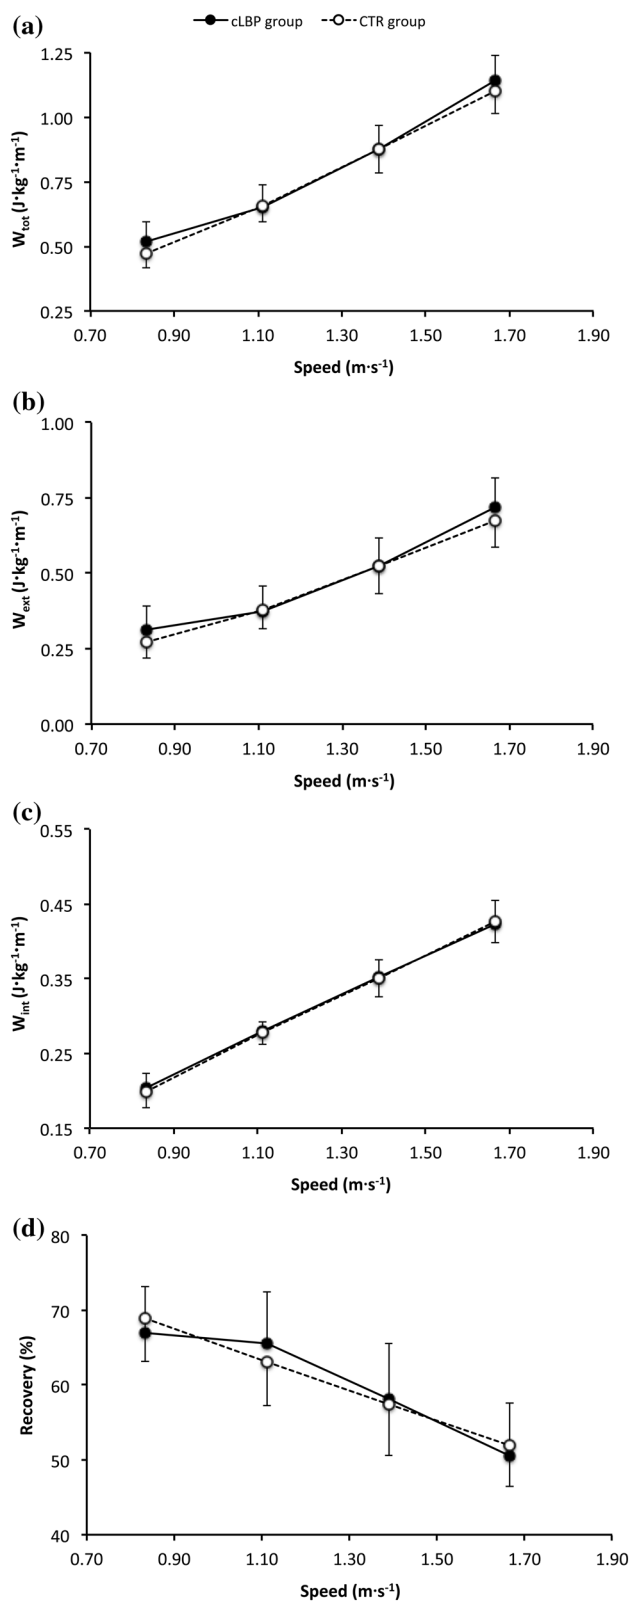 (a)
cLBP group
CTR group
1.25
1.00
0.75
0.50
0.25
W_tot (J·kg⁻¹·m⁻¹)
0.70 0.90 1.10 1.30 1.50 1.70 1.90
Speed (m·s⁻¹)
(b)
1.00
0.75
0.50
0.25
0.00
W_ext (J·kg⁻¹·m⁻¹)
0.70 0.90 1.10 1.30 1.50 1.70 1.90
Speed (m·s⁻¹)
(c)
0.55
0.45
0.35
0.25
0.15
W_int (J·kg⁻¹·m⁻¹)
0.70 0.90 1.10 1.30 1.50 1.70 1.90
Speed (m·s⁻¹)
(d)
80
70
60
50
40
Recovery (%)
0.70 0.90 1.10 1.30 1.50 1.70 1.90
Speed (m·s⁻¹)